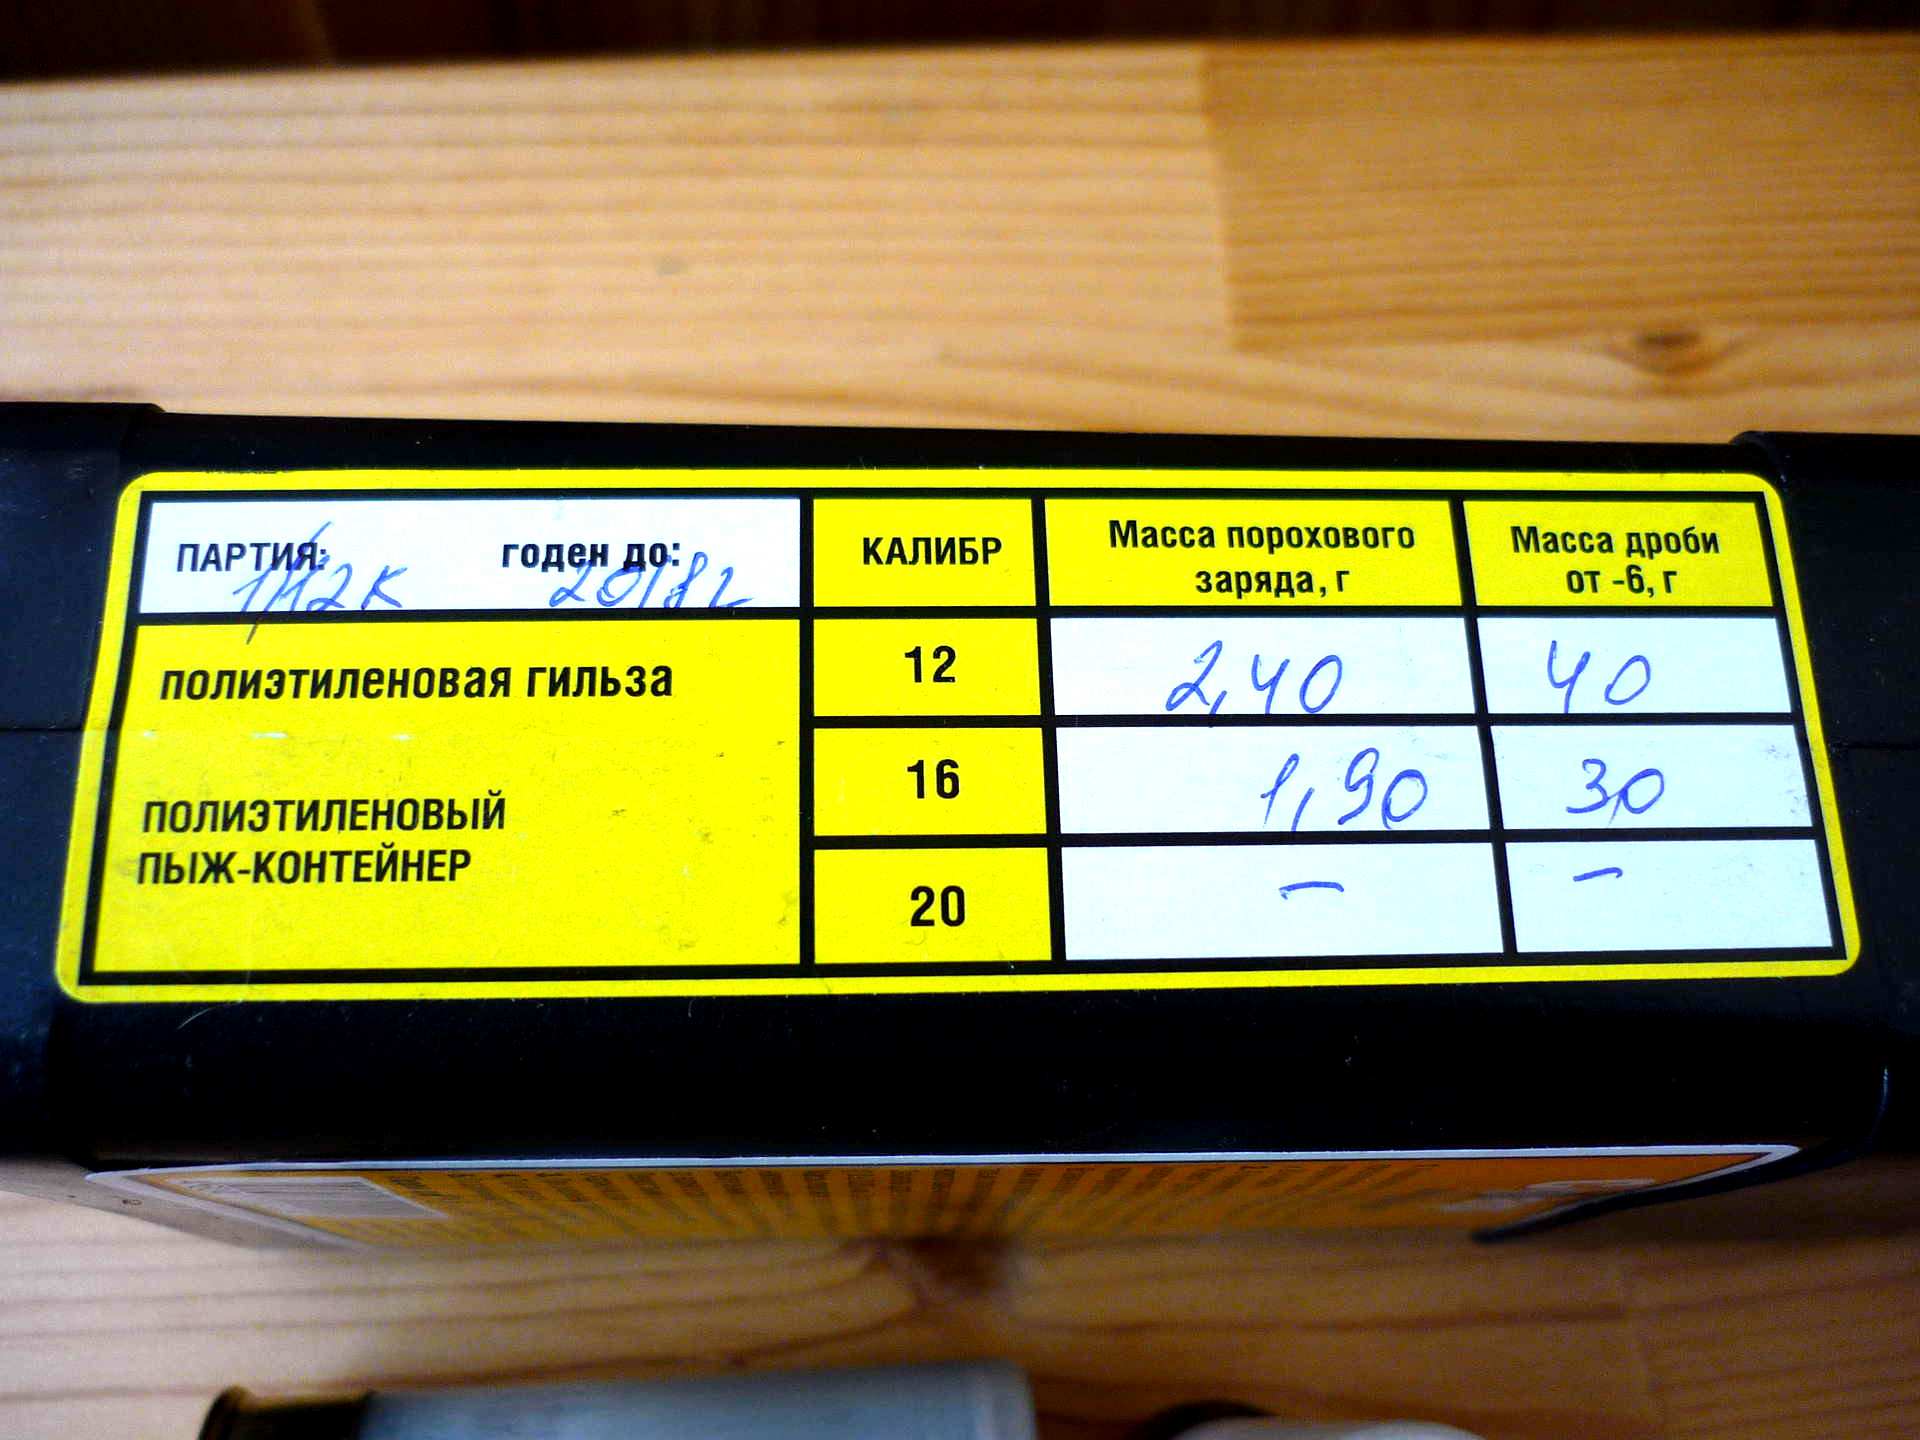 ПАРТИЯ: годен до:
1/12к 2018г
КАЛИБР
Масса порохового
заряда, г
Масса дроби
от -6, г
ПОЛИЭТИЛЕНОВАЯ ГИЛЬЗА
ПОЛИЭТИЛЕНОВЫЙ
ПЫЖ-КОНТЕЙНЕР
12 2,40 40
16 1,90 30
20 – –